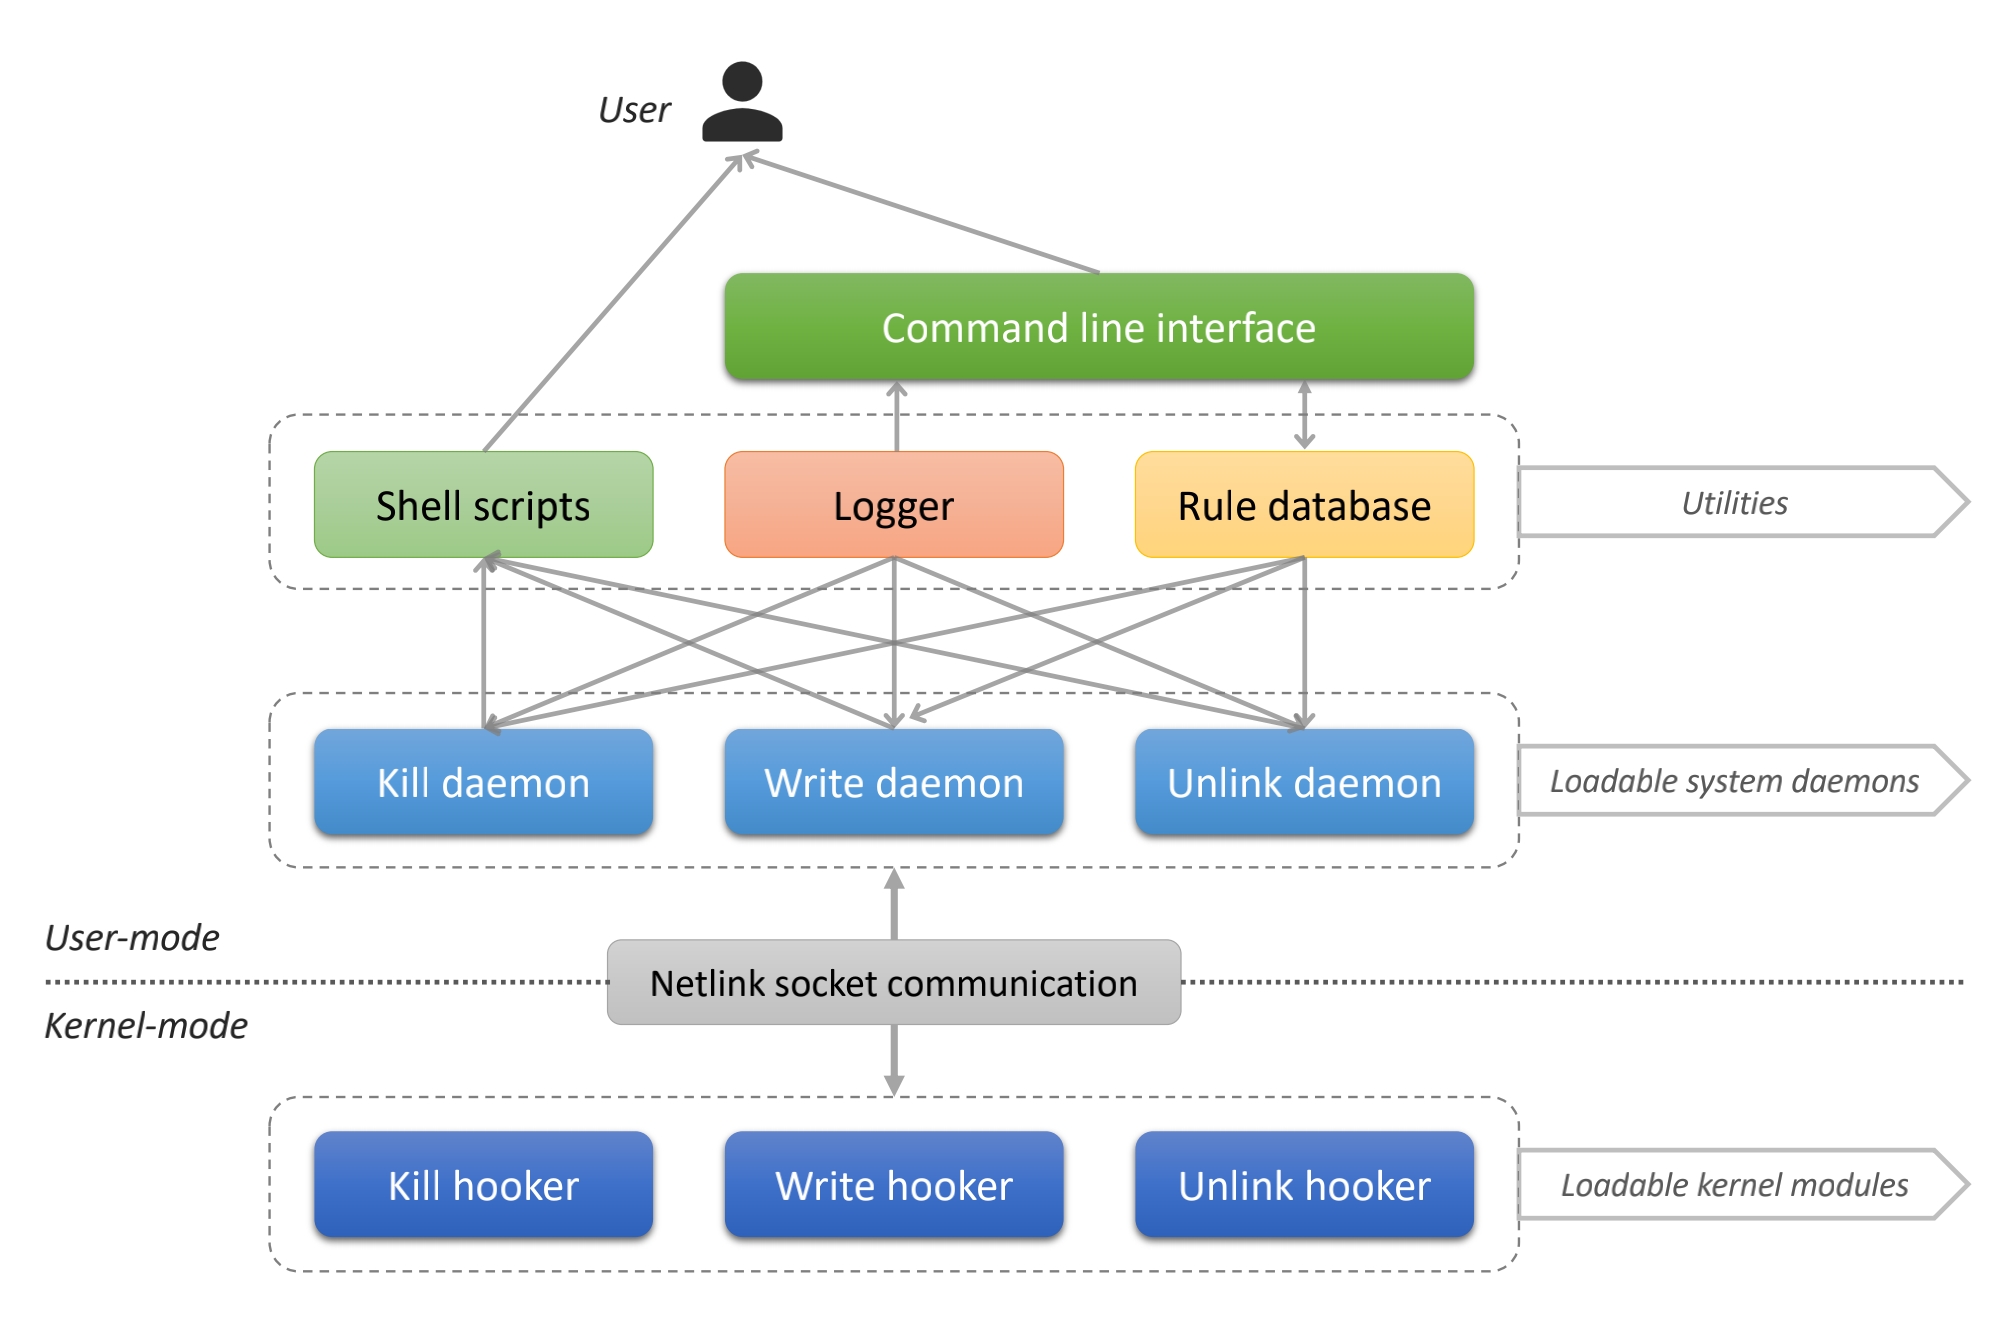 User
Command line interface
Shell scripts
Logger
Rule database
Utilities
Kill daemon
Write daemon
Unlink daemon
Loadable system daemons
User-mode
Netlink socket communication
Kernel-mode
Kill hooker
Write hooker
Unlink hooker
Loadable kernel modules